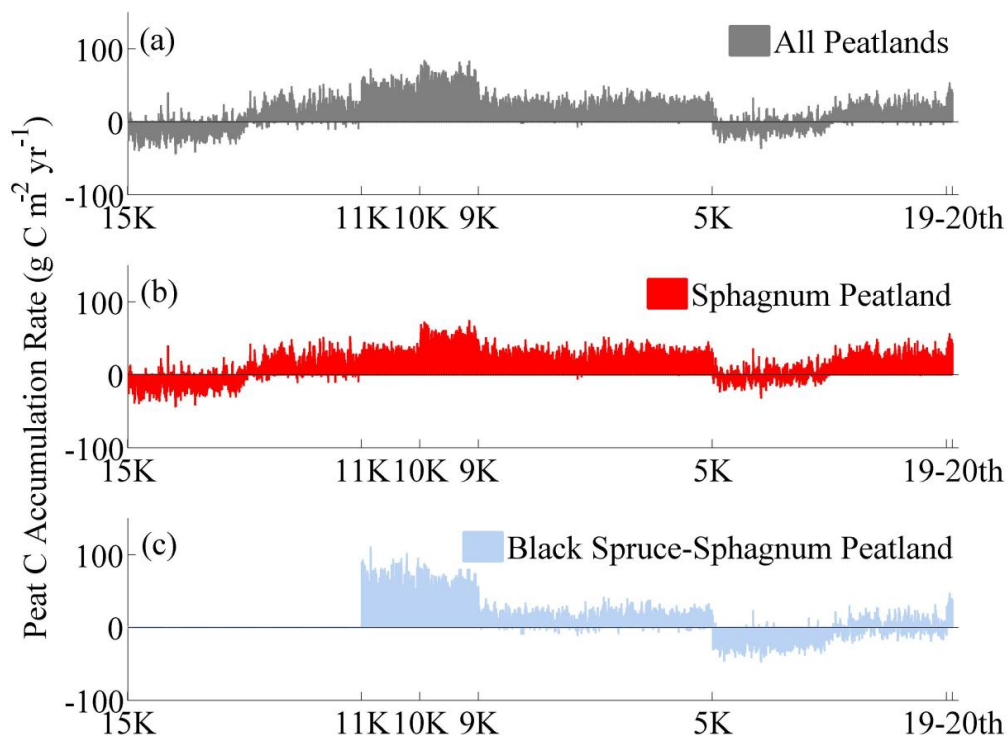 Peat C Accumulation Rate (g C m⁻² yr⁻¹)
(a)
All Peatlands
100
0
-100
15K 11K 10K 9K 5K 19-20th
(b)
Sphagnum Peatland
100
0
-100
15K 11K 10K 9K 5K 19-20th
(c)
Black Spruce-Sphagnum Peatland
100
0
-100
15K 11K 10K 9K 5K 19-20th